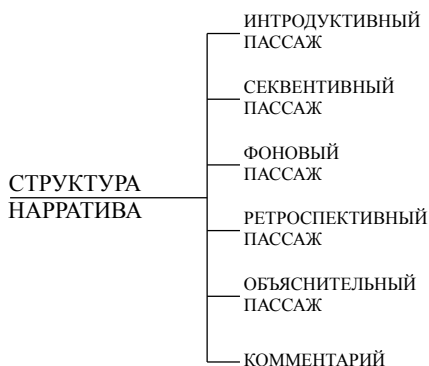 ИНТРОДУКТИВНЫЙ
ПАССАЖ
СЕКВЕНТИВНЫЙ
ПАССАЖ
ФОНОВЫЙ
ПАССАЖ
СТРУКТУРА
НАРРАТИВА
РЕТРОСПЕКТИВНЫЙ
ПАССАЖ
ОБЪЯСНИТЕЛЬНЫЙ
ПАССАЖ
КОММЕНТАРИЙ